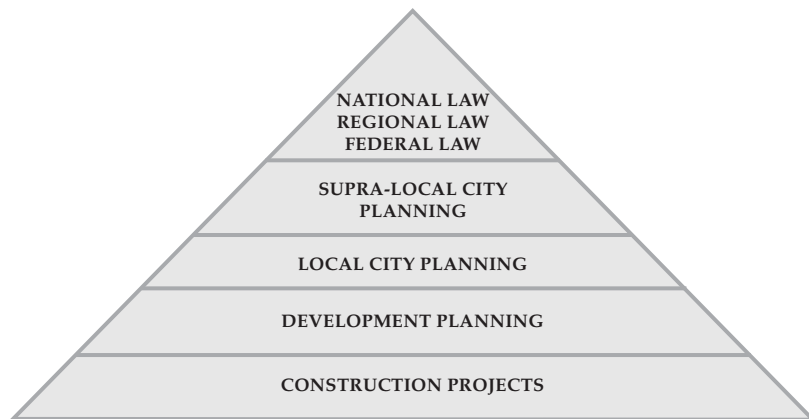 NATIONAL LAW
REGIONAL LAW
FEDERAL LAW
SUPRA-LOCAL CITY
PLANNING
LOCAL CITY PLANNING
DEVELOPMENT PLANNING
CONSTRUCTION PROJECTS